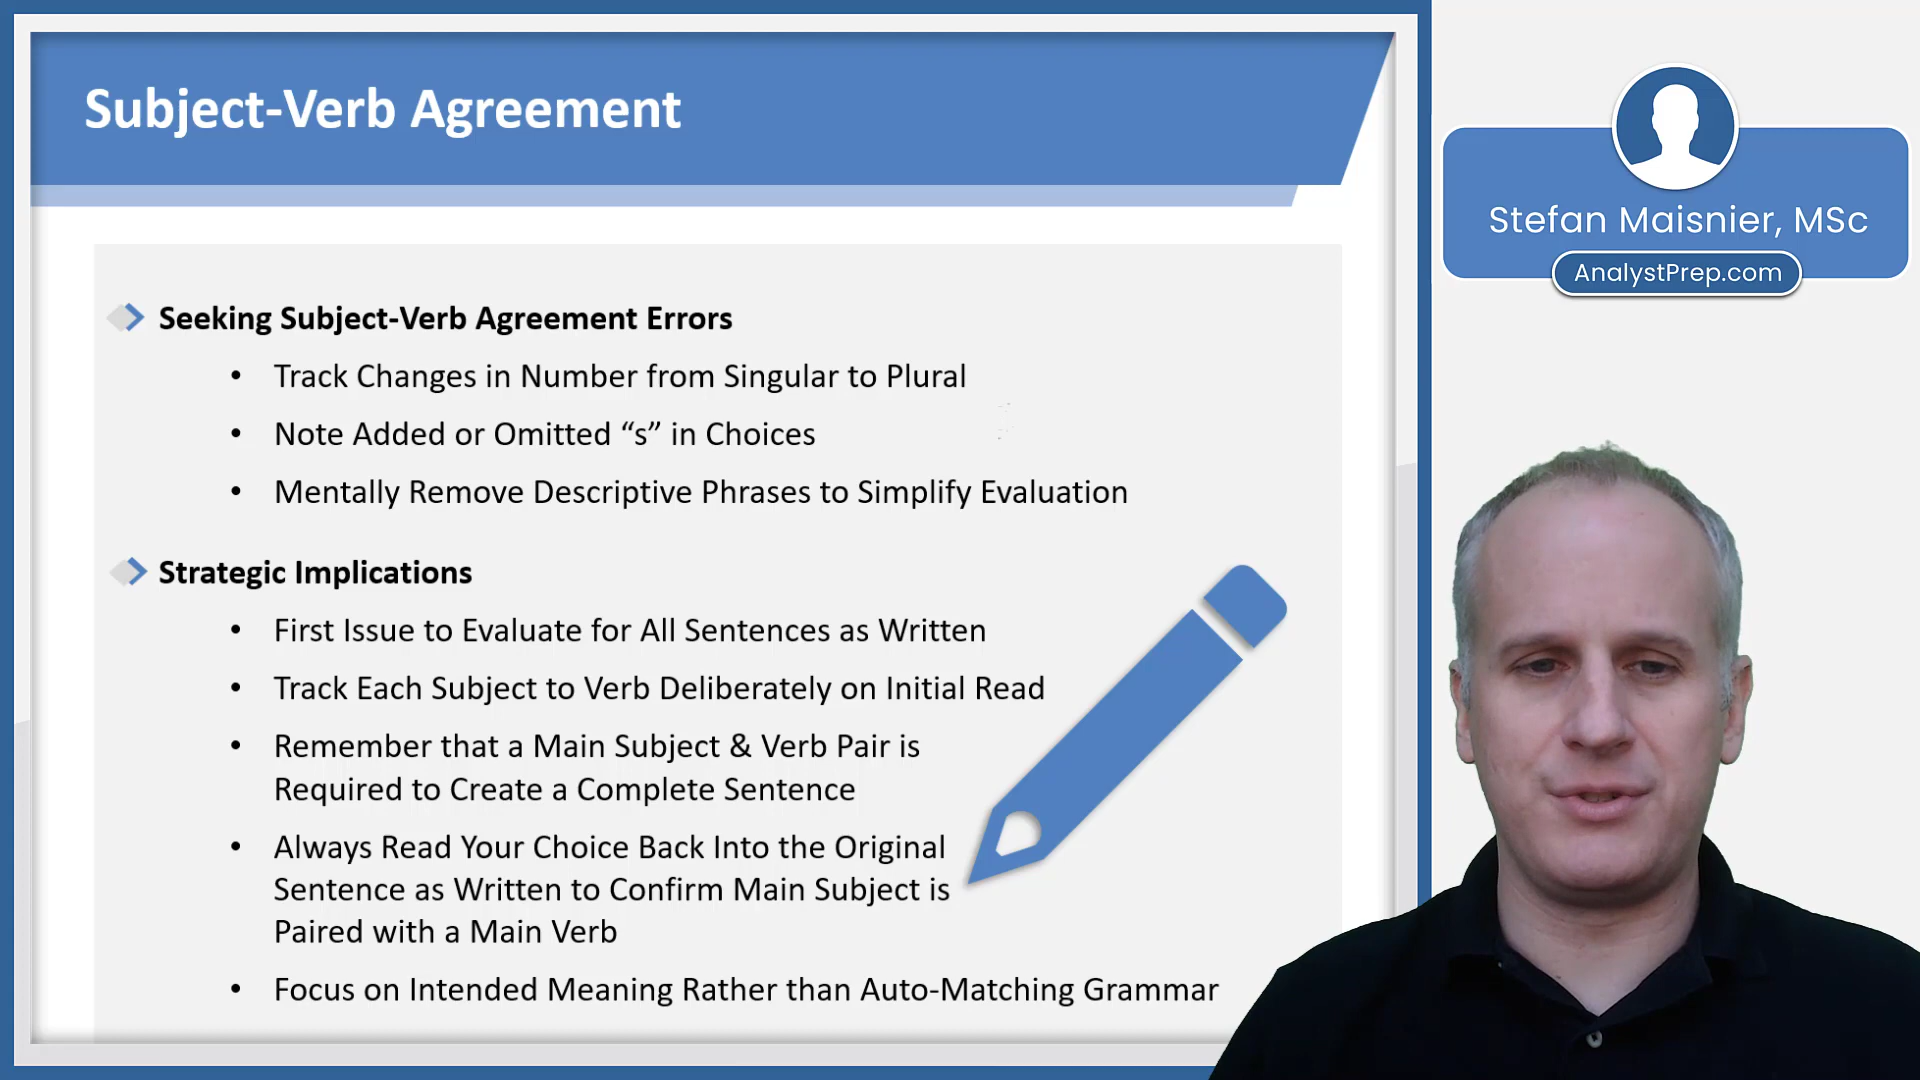 Subject-Verb Agreement
Seeking Subject-Verb Agreement Errors
• Track Changes in Number from Singular to Plural
• Note Added or Omitted “s” in Choices
• Mentally Remove Descriptive Phrases to Simplify Evaluation
Strategic Implications
• First Issue to Evaluate for All Sentences as Written
• Track Each Subject to Verb Deliberately on Initial Read
• Remember that a Main Subject & Verb Pair is
Required to Create a Complete Sentence
• Always Read Your Choice Back Into the Original
Sentence as Written to Confirm Main Subject is
Paired with a Main Verb
• Focus on Intended Meaning Rather than Auto-Matching Grammar
Stefan Maisnier, MSc
AnalystPrep.com